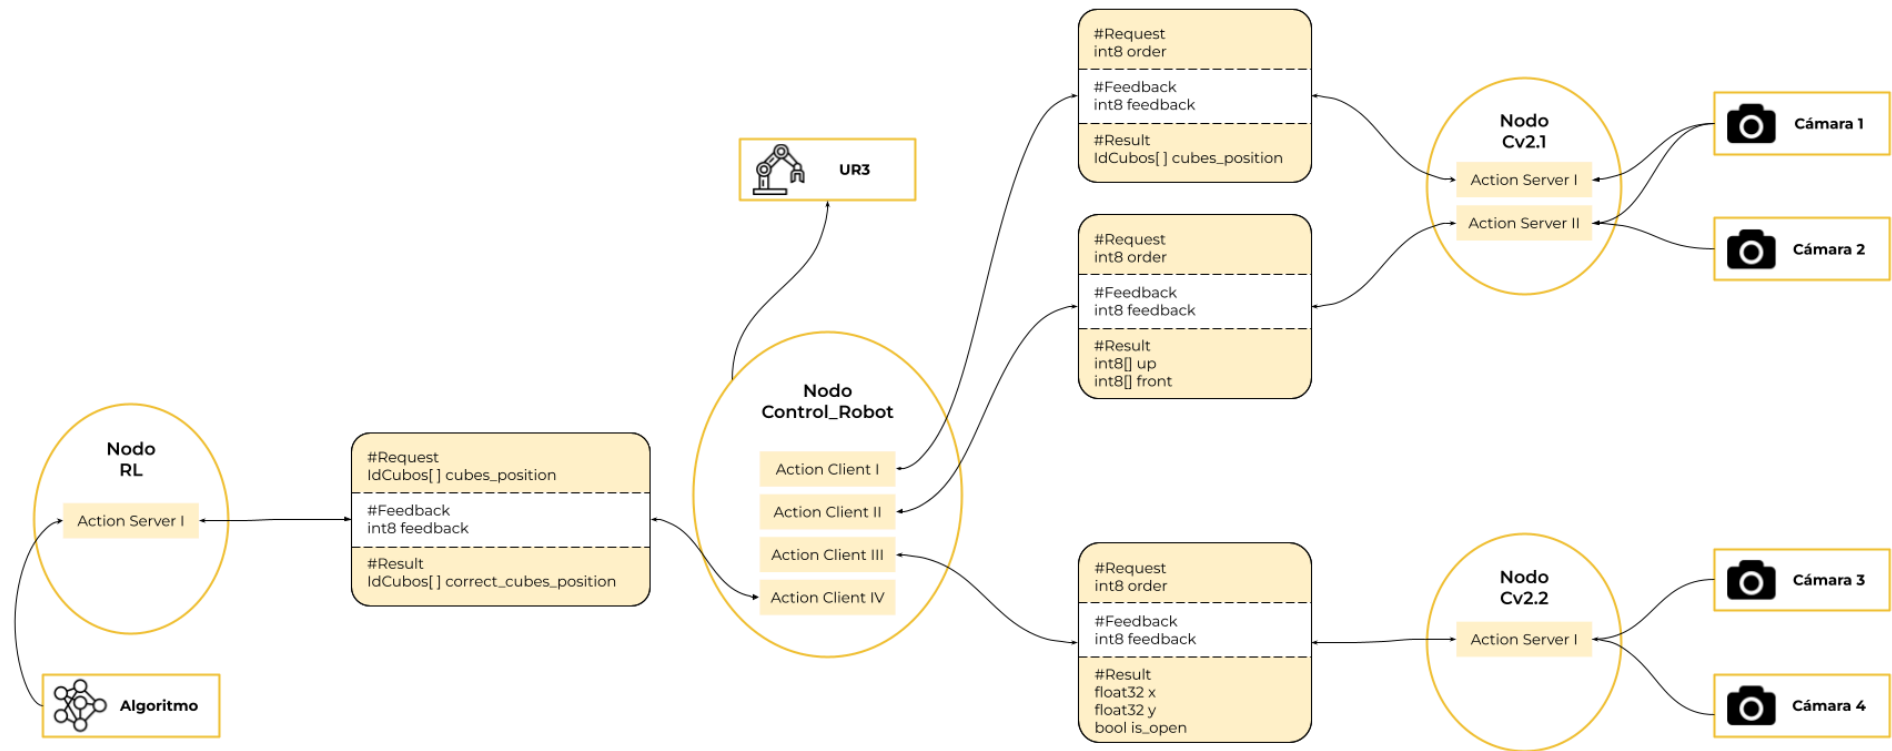 #Request
int8 order
#Feedback
int8 feedback
#Result
IdCubos[ ] cubes_position
Nodo
Cv2.1
Action Server I
Action Server II
Cámara 1
Cámara 2
UR3
#Request
int8 order
#Feedback
int8 feedback
#Result
int8[] up
int8[] front
Nodo
Control_Robot
Action Client I
Action Client II
Action Client III
Action Client IV
Nodo
RL
Action Server I
#Request
IdCubos[ ] cubes_position
#Feedback
int8 feedback
#Result
IdCubos[ ] correct_cubes_position
Algoritmo
#Request
int8 order
#Feedback
int8 feedback
#Result
float32 x
float32 y
bool is_open
Nodo
Cv2.2
Action Server I
Cámara 3
Cámara 4